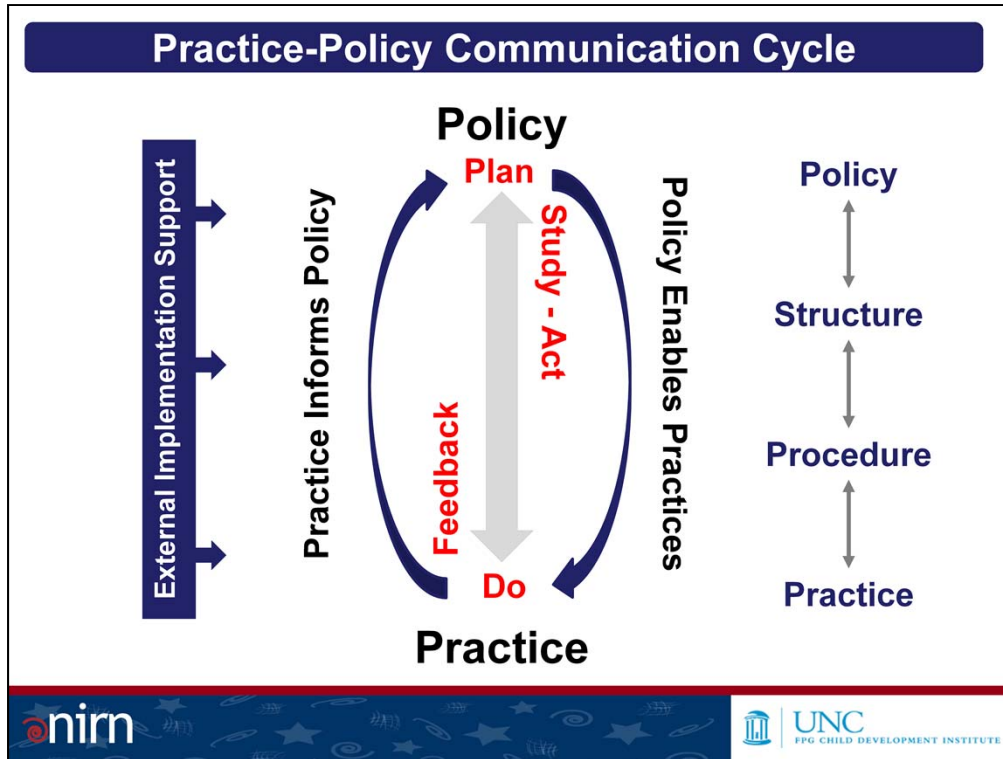 Practice-Policy Communication Cycle
External Implementation Support
Practice Informs Policy
Policy
Plan
Study - Act
Feedback
Do
Practice
Policy Enables Practices
Policy
Structure
Procedure
Practice
nirn
UNC
FPG CHILD DEVELOPMENT INSTITUTE